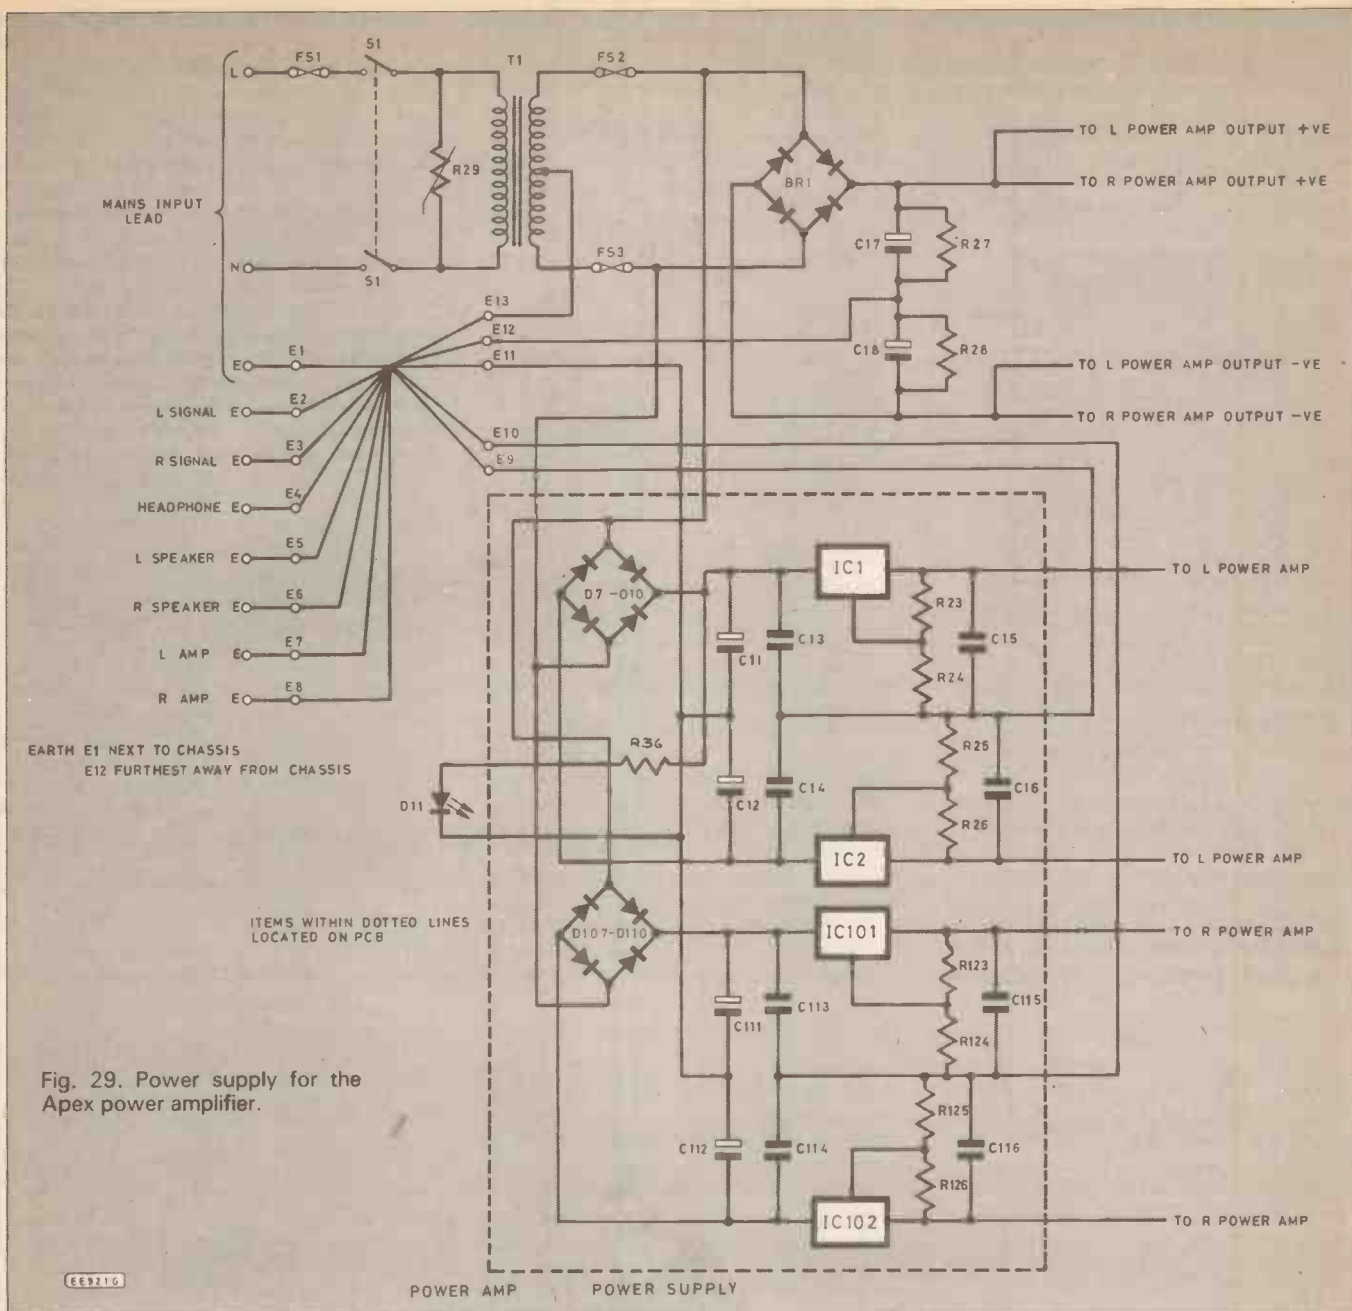 S1
FS1
T1
FS2
L
TO L POWER AMP OUTPUT +VE
R29
BR1
TO R POWER AMP OUTPUT +VE
MAINS INPUT
LEAD
C17
R27
N
S1
FS3
E13
E12
E11
C18
R28
E
E1
TO L POWER AMP OUTPUT -VE
L SIGNAL E
E2
TO R POWER AMP OUTPUT -VE
E10
R SIGNAL E
E3
E9
HEADPHONE E
E4
L SPEAKER E
E5
IC1
TO L POWER AMP
D7-D10
R23
R SPEAKER E
E6
C11
C13
C15
L AMP E
E7
R24
R AMP E
E8
EARTH E1 NEXT TO CHASSIS
E12 FURTHEST AWAY FROM CHASSIS
R36
R25
D11
C12
C14
C16
R26
IC2
TO L POWER AMP
ITEMS WITHIN DOTTED LINES
LOCATED ON PCB
D107-D110
IC101
TO R POWER AMP
R123
C111
C113
C115
R124
Fig. 29. Power supply for the
Apex power amplifier.
R125
C112
C114
C116
R126
IC102
TO R POWER AMP
EE921G
POWER AMP POWER SUPPLY